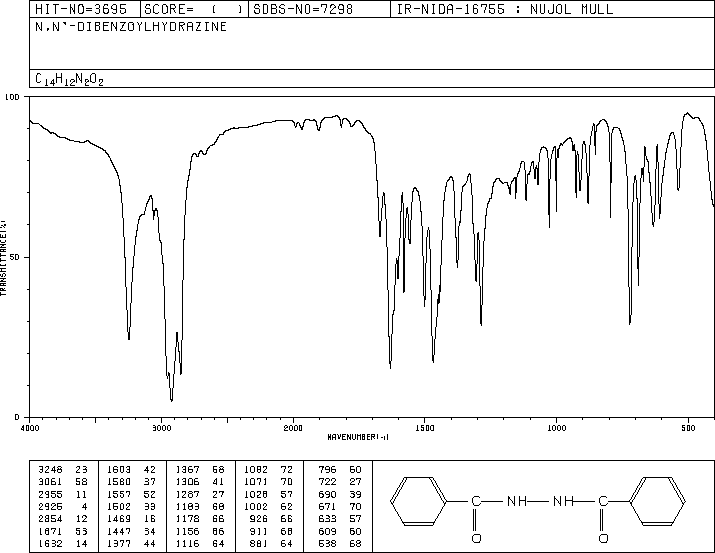 HIT-NO=3695 SCORE= ( ) SDBS-NO=7298 IR-NIDA-16755 : NUJOL MULL
N,N'-DIBENZOYLHYDRAZINE
C14H12N2O2
100
50
0
TRANSMITTANCE(%)
4000 3000 2000 1500 1000 500
WAVENUMBER(-1)
3248 23 1603 42 1367 68 1082 72 796 60
3061 58 1580 37 1306 41 1071 70 722 27
2955 11 1557 52 1287 27 1028 57 690 39
2925 4 1502 33 1183 68 1002 62 671 70
2854 12 1469 16 1178 66 926 66 633 57
1671 53 1447 34 1156 66 911 68 609 60
1632 14 1377 44 1116 64 881 64 538 68
C NH NH C
O O